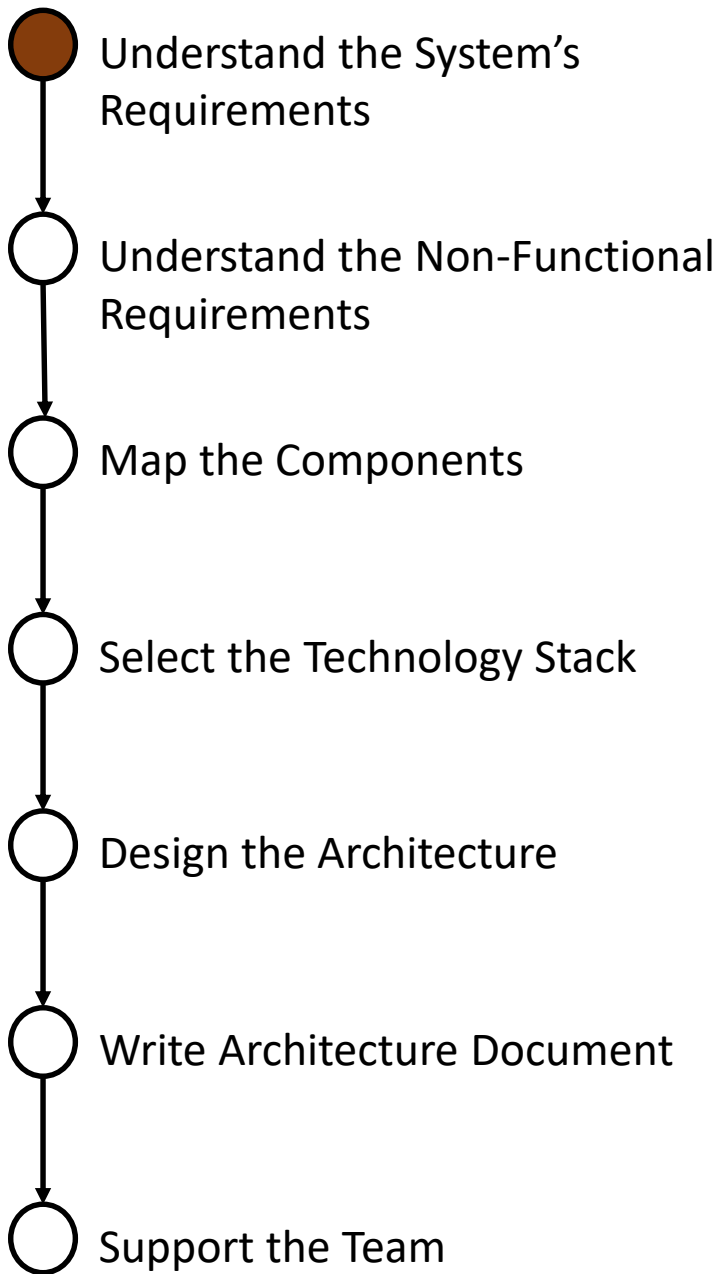 Understand the System’s
Requirements
Understand the Non-Functional
Requirements
Map the Components
Select the Technology Stack
Design the Architecture
Write Architecture Document
Support the Team